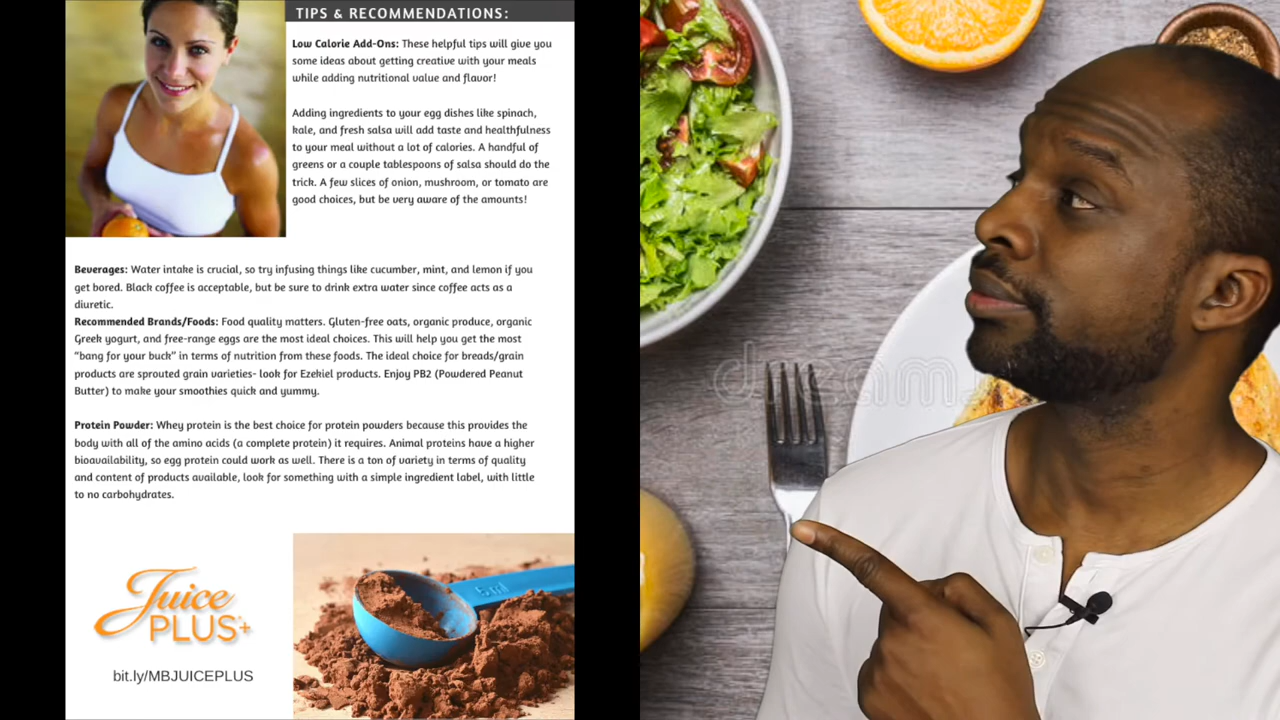 TIPS & RECOMMENDATIONS:
Low Calorie Add-Ons: These helpful tips will give you
some ideas about getting creative with your meals
while adding nutritional value and flavor!
Adding ingredients to your egg dishes like spinach,
kale, and fresh salsa will add taste and healthfulness
to your meal without a lot of calories. A handful of
greens or a couple tablespoons of salsa should do the
trick. A few slices of onion, mushroom, or tomato are
good choices, but be very aware of the amounts!
Beverages: Water intake is crucial, so try infusing things like cucumber, mint, and lemon if you
get bored. Black coffee is acceptable, but be sure to drink extra water since coffee acts as a
diuretic.
Recommended Brands/Foods: Food quality matters. Gluten-free oats, organic produce, organic
Greek yogurt, and free-range eggs are the most ideal choices. This will help you get the most
"bang for your buck" in terms of nutrition from these foods. The ideal choice for breads/grain
products are sprouted grain varieties- look for Ezekiel products. Enjoy PB2 (Powdered Peanut
Butter) to make your smoothies quick and yummy.
Protein Powder: Whey protein is the best choice for protein powders because this provides the
body with all of the amino acids (a complete protein) it requires. Animal proteins have a higher
bioavailability, so egg protein could work as well. There is a ton of variety in terms of quality
and content of products available, look for something with a simple ingredient label, with little
to no carbohydrates.
Juice
PLUS+
bit.ly/MBJUICEPLUS